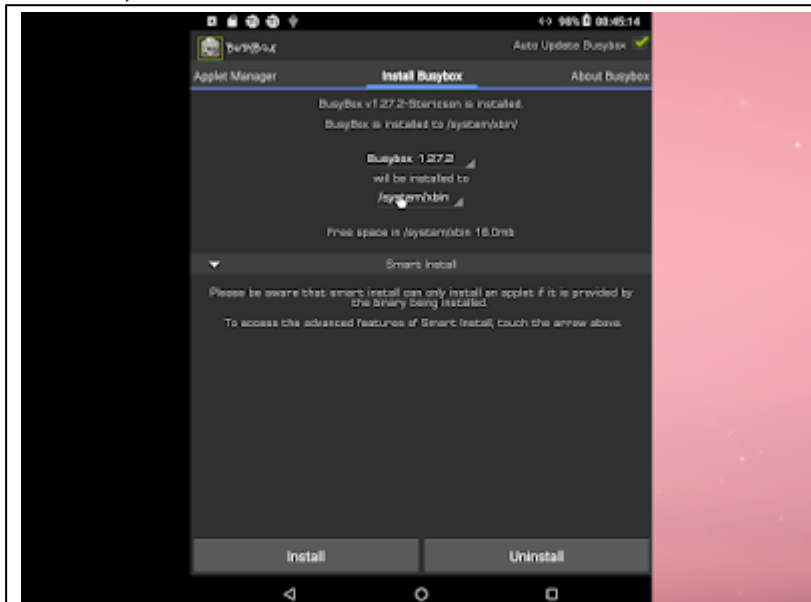 98% 00:45:14
BusyBox
Auto Update Busybox
Applet Manager
Install Busybox
About Busybox
BusyBox v1.27.2-Stericson is installed.
BusyBox is installed to /system/xbin/
Busybox 1.27.2
will be installed to
/system/xbin
Free space in /system/xbin 16.0mb
Smart Install
Please be aware that smart install can only install an applet if it is provided by
the binary being installed.
To access the advanced features of Smart Install, touch the arrow above.
Install
Uninstall